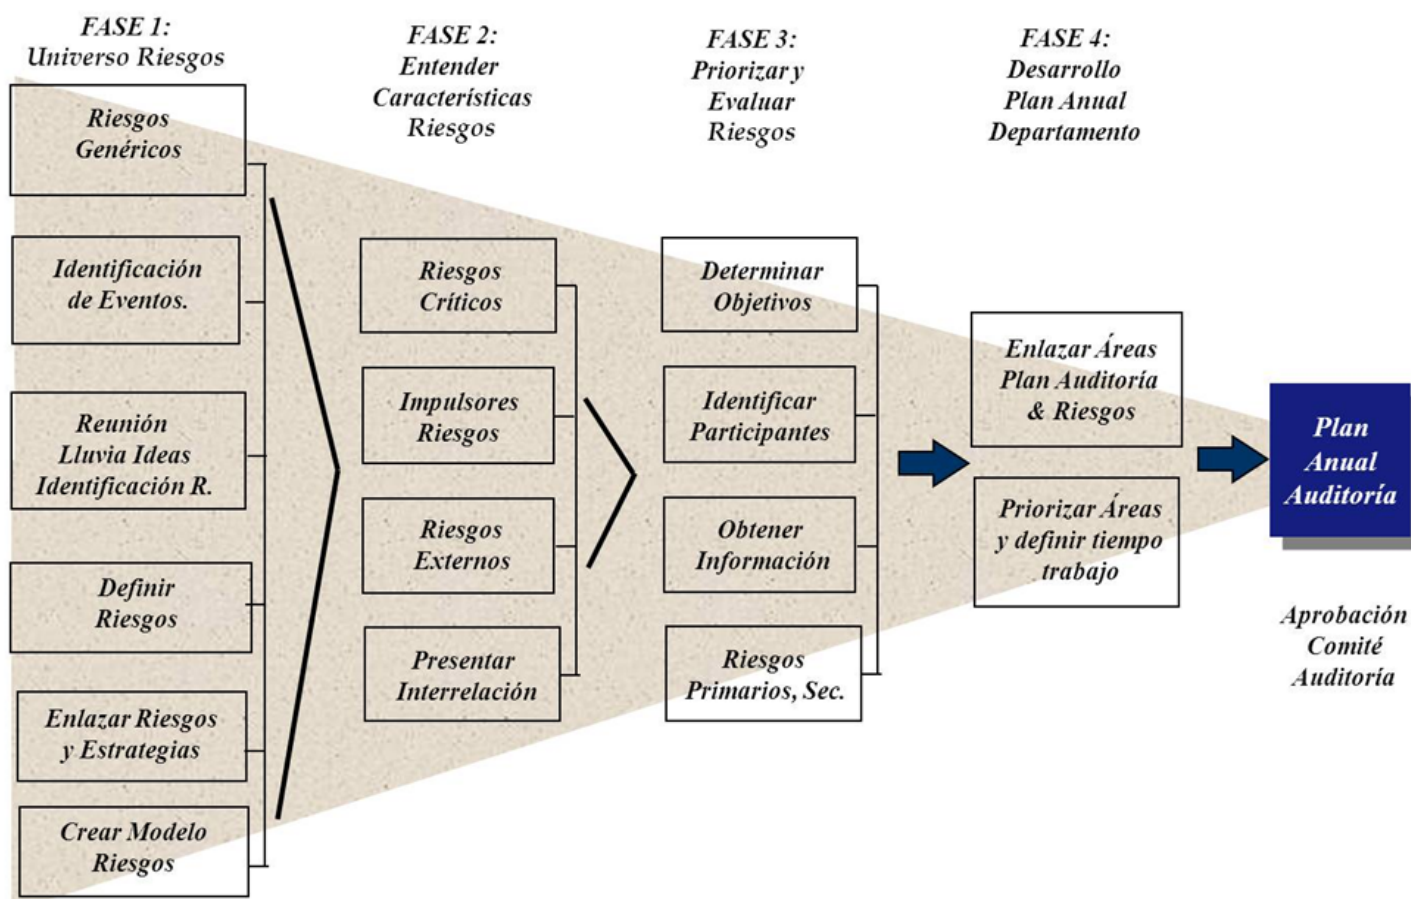 FASE 1:
Universo Riesgos
Riesgos
Genéricos
Identificación
de Eventos.
Reunión
Lluvia Ideas
Identificación R.
Definir
Riesgos
Enlazar Riesgos
y Estrategias
Crear Modelo
Riesgos
FASE 2:
Entender
Características
Riesgos
Riesgos
Críticos
Impulsores
Riesgos
Riesgos
Externos
Presentar
Interrelación
FASE 3:
Priorizar y
Evaluar
Riesgos
Determinar
Objetivos
Identificar
Participantes
Obtener
Información
Riesgos
Primarios, Sec.
FASE 4:
Desarrollo
Plan Anual
Departamento
Enlazar Áreas
Plan Auditoría
& Riesgos
Priorizar Áreas
y definir tiempo
trabajo
Plan
Anual
Auditoría
Aprobación
Comité
Auditoría